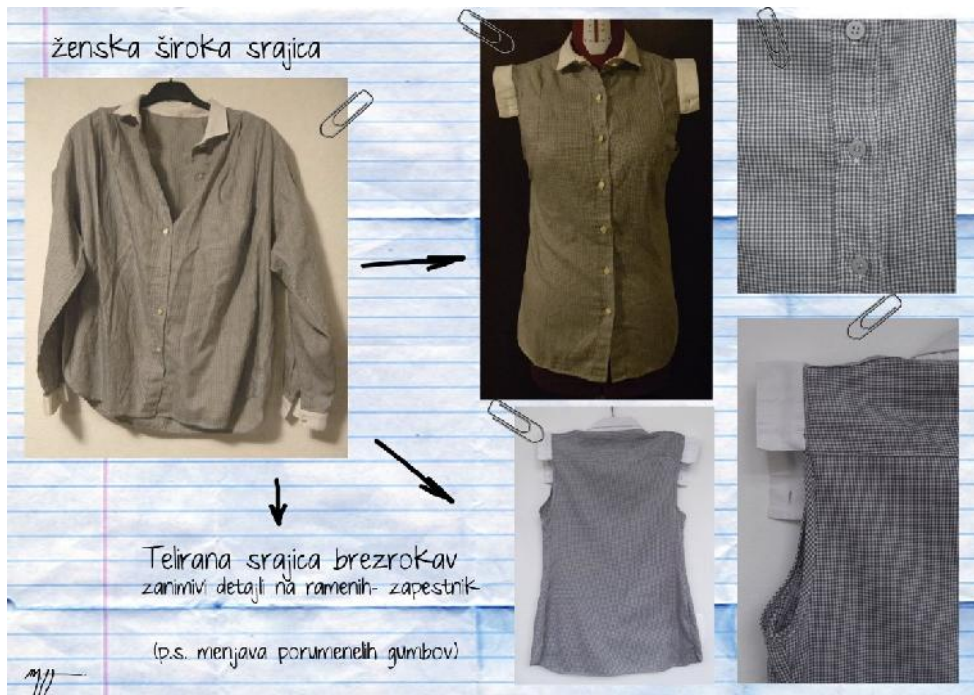 ženska široka srajica
Telirana srajica brezrokav
zanimivi detajli na ramenih- zapestnik
(p.s. menjava porumenelih gumbov)